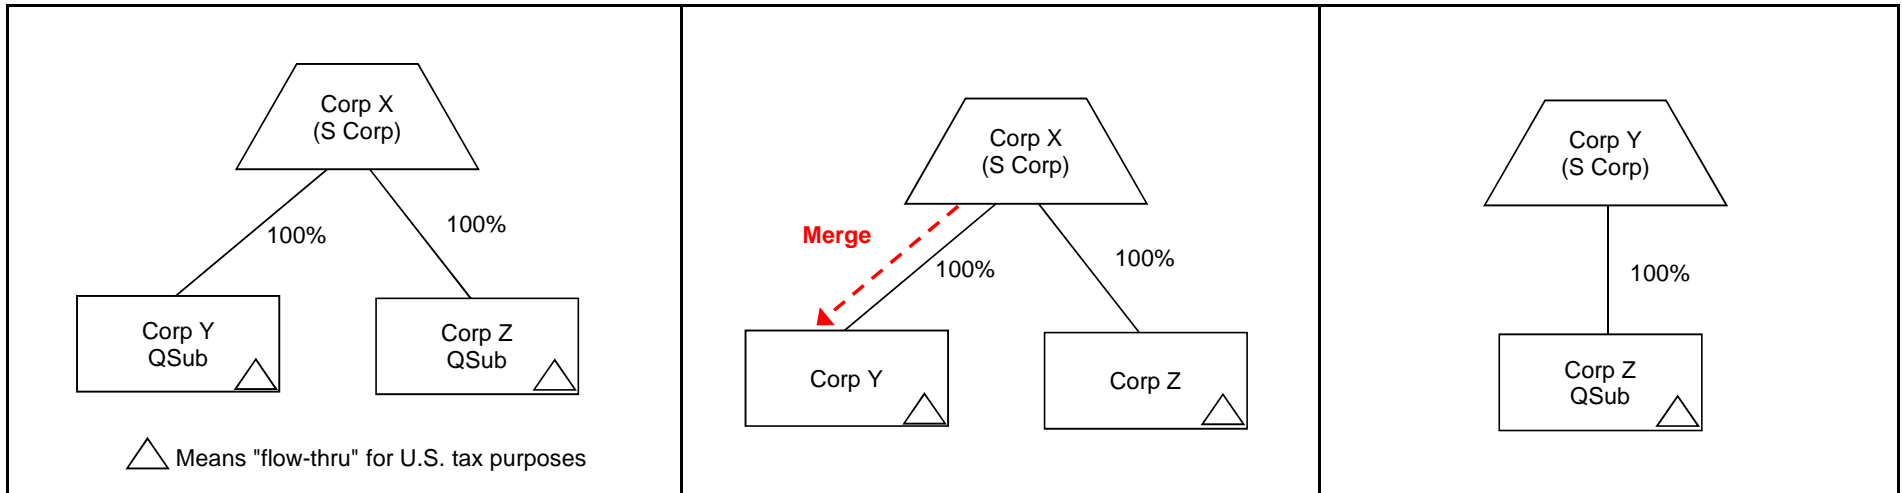 Corp X
(S Corp)
100%
100%
Corp Y
QSub
Corp Z
QSub
Means "flow-thru" for U.S. tax purposes
Corp X
(S Corp)
Merge
100%
100%
Corp Y
Corp Z
Corp Y
(S Corp)
100%
Corp Z
QSub